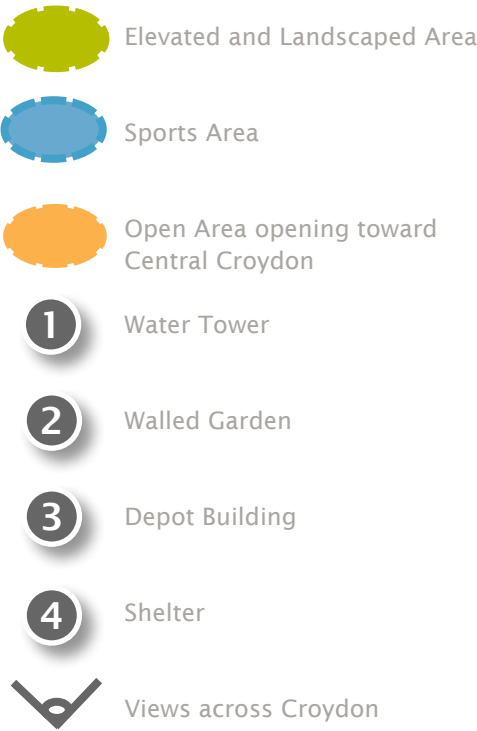 Elevated and Landscaped Area
Sports Area
Open Area opening toward
Central Croydon
1 Water Tower
2 Walled Garden
3 Depot Building
4 Shelter
Views across Croydon